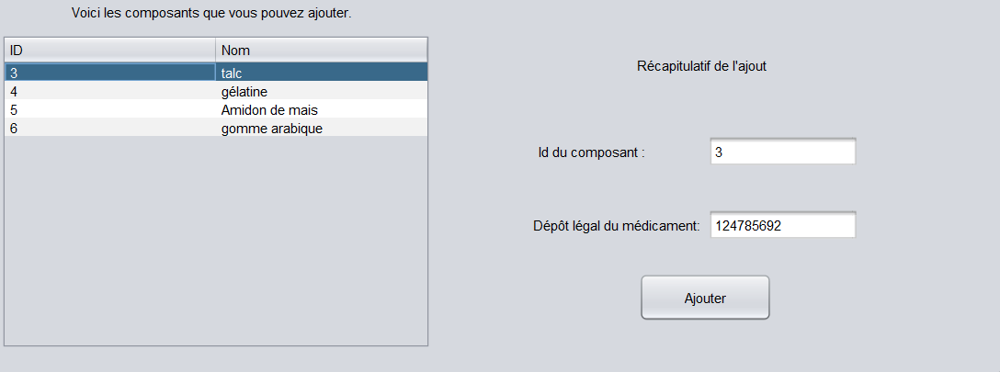 Voici les composants que vous pouvez ajouter.
ID Nom
3 talc
4 gélatine
5 Amidon de mais
6 gomme arabique
Récapitulatif de l'ajout
Id du composant : 3
Dépôt légal du médicament: 124785692
Ajouter